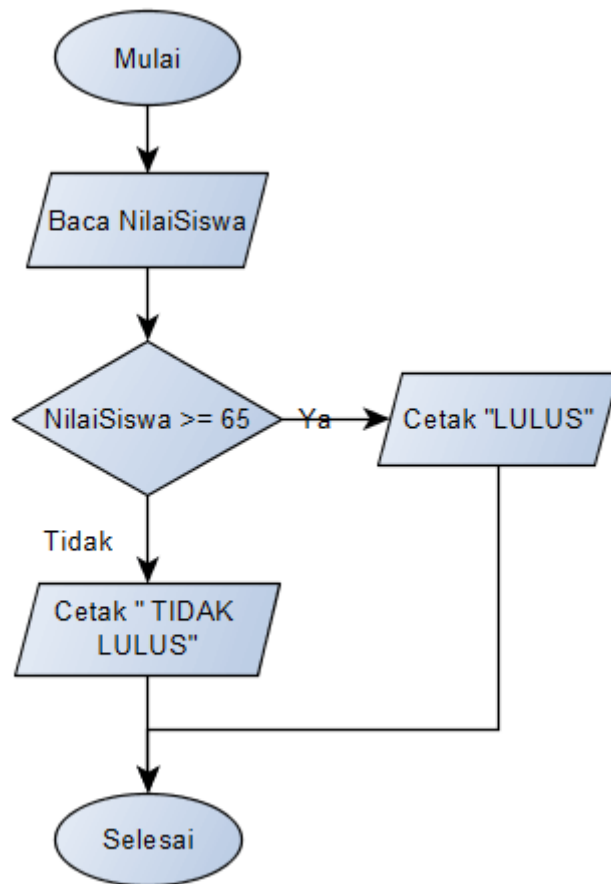 Mulai
Baca NilaiSiswa
NilaiSiswa >= 65
Ya
Cetak "LULUS"
Tidak
Cetak " TIDAK
LULUS"
Selesai